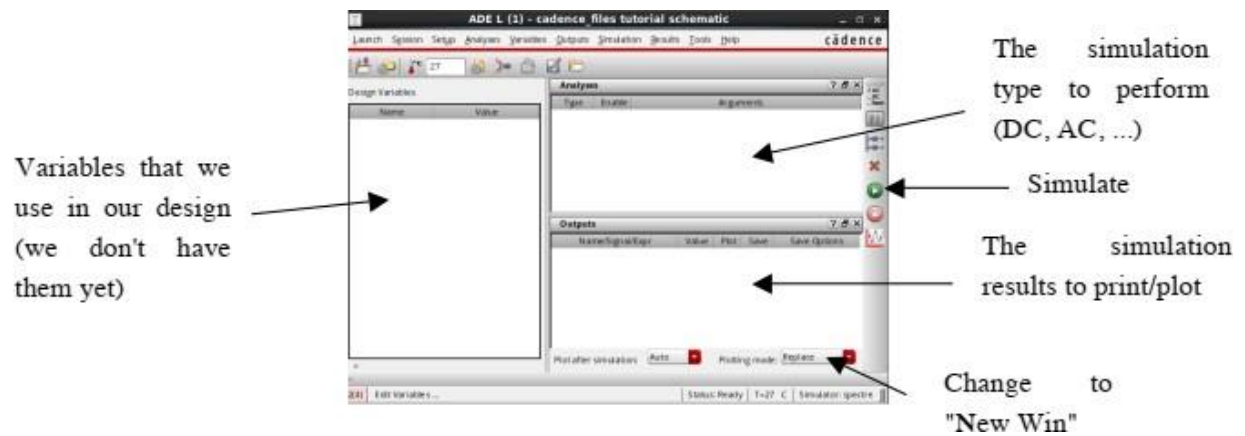 ADE L (1) - cadence_files tutorial schematic
Launch Session Setup Analyses Variables Outputs Simulation Results Tools Help
cādence
27
Design Variables
Name Value
Analyses
Type Enable Arguments
Outputs
Name/Signal/Expr Value Plot Save Save Options
Plot after simulation: Auto Plotting mode: Replace
Edit Variables ... Status: Ready T=27 C Simulator: spectre
Variables that we
use in our design
(we don't have
them yet)
The simulation
type to perform
(DC, AC, ...)
Simulate
The simulation
results to print/plot
Change to
"New Win"